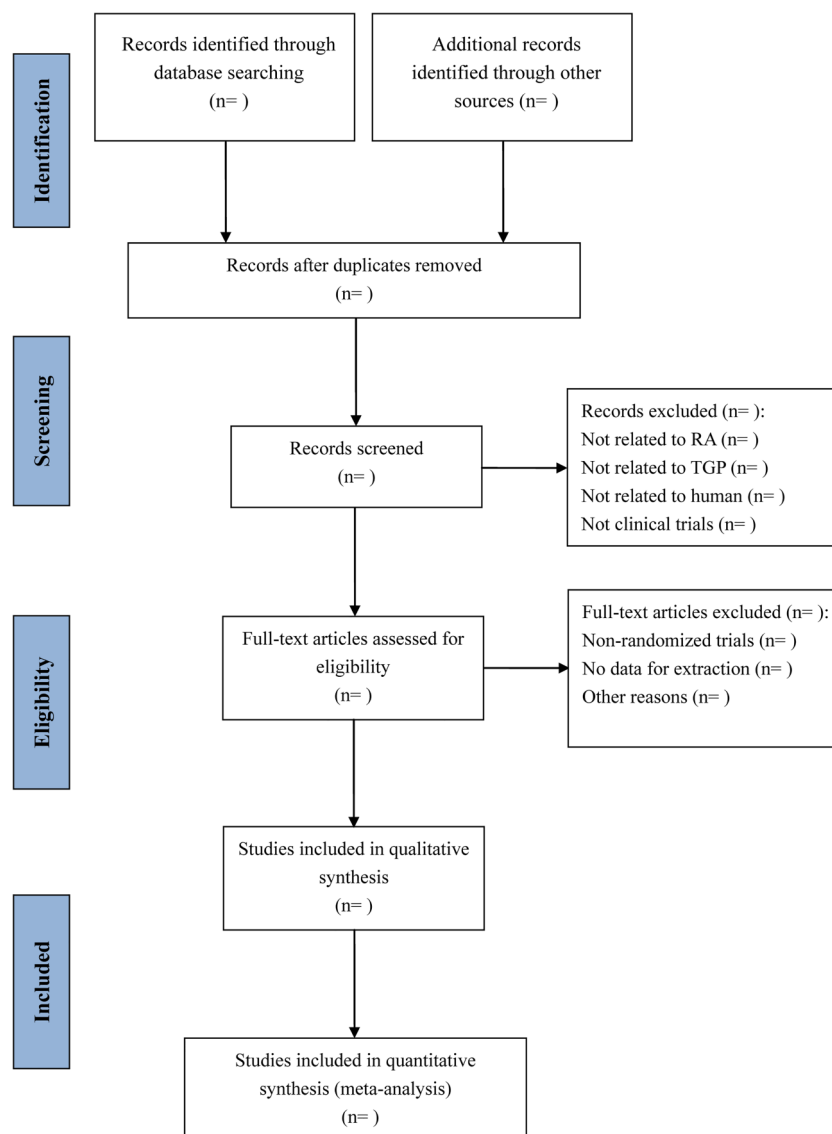 Identification
Records identified through
database searching
(n= )
Additional records
identified through other
sources (n= )
Records after duplicates removed
(n= )
Screening
Records screened
(n= )
Records excluded (n= ):
Not related to RA (n= )
Not related to TGP (n= )
Not related to human (n= )
Not clinical trials (n= )
Eligibility
Full-text articles assessed for
eligibility
(n= )
Full-text articles excluded (n= ):
Non-randomized trials (n= )
No data for extraction (n= )
Other reasons (n= )
Studies included in qualitative
synthesis
(n= )
Included
Studies included in quantitative
synthesis (meta-analysis)
(n= )